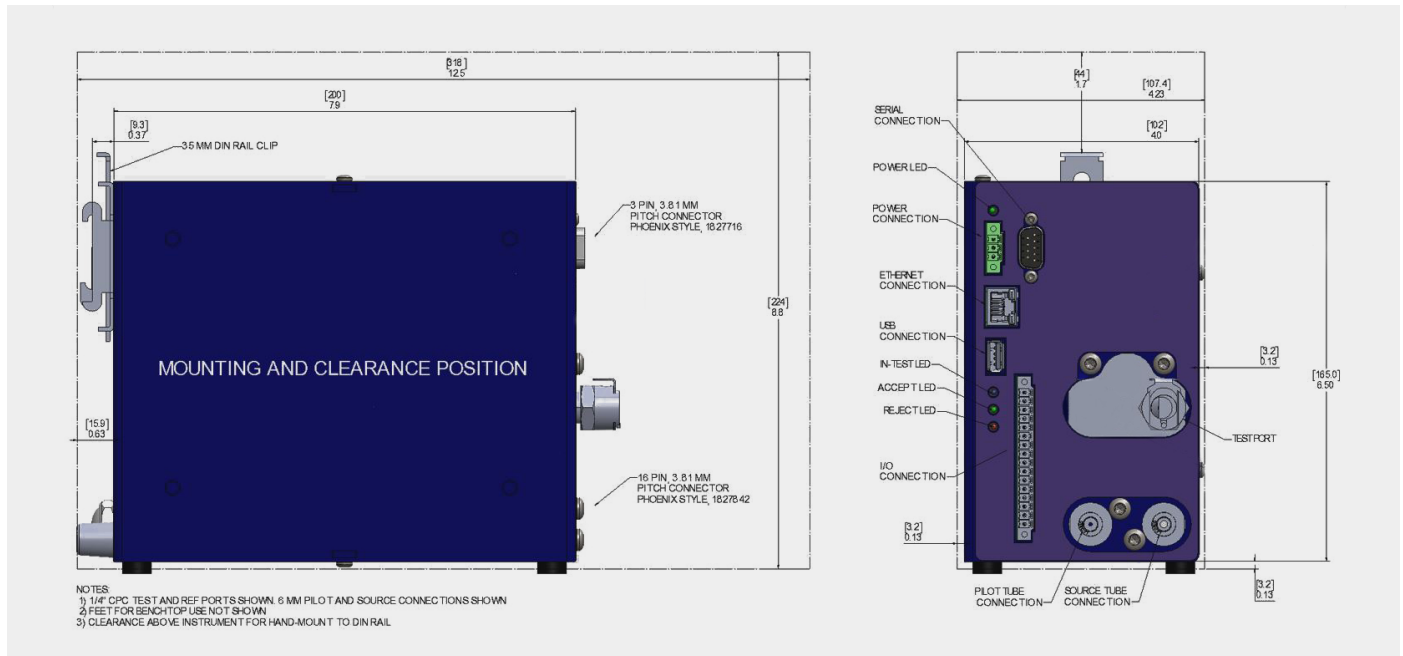 [318]
12.5
[200]
7.9
[9.3]
0.37
35 MM DIN RAIL CLIP
3 PIN, 3.81 MM
PITCH CONNECTOR
PHOENIX STYLE, 1827716
[224]
8.8
MOUNTING AND CLEARANCE POSITION
[15.9]
0.63
16 PIN, 3.81 MM
PITCH CONNECTOR
PHOENIX STYLE, 1827842
NOTES:
1) 1/4" CPC TEST AND REF PORTS SHOWN. 6 MM PILOT AND SOURCE CONNECTIONS SHOWN
2) FEET FOR BENCHTOP USE NOT SHOWN
3) CLEARANCE ABOVE INSTRUMENT FOR HAND-MOUNT TO DIN RAIL
[44]
1.7
[107.4]
4.23
[102]
4.0
SERIAL
CONNECTION
POWER LED
POWER
CONNECTION
ETHERNET
CONNECTION
USB
CONNECTION
IN-TEST LED
ACCEPT LED
REJECT LED
I/O
CONNECTION
[3.2]
0.13
[165.0]
6.50
TEST PORT
[3.2]
0.13
PILOT TUBE
CONNECTION
SOURCE TUBE
CONNECTION
[3.2]
0.13